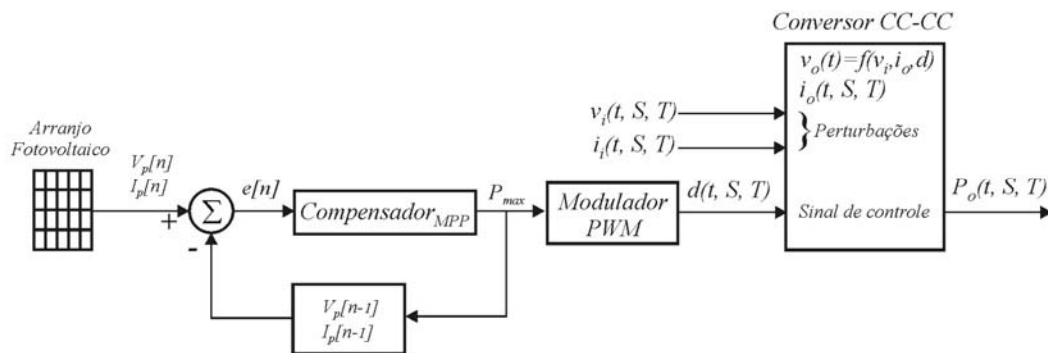 Conversor CC-CC
v_o(t)=f(v_i,i_o,d)
i_o(t, S, T)
v_i(t, S, T)
} Perturbações
i_i(t, S, T)
Arranjo
Fotovoltaico
V_p[n]
I_p[n]
+
Σ
-
e[n]
Compensador_MPP
P_max
Modulador
PWM
d(t, S, T)
Sinal de controle
P_o(t, S, T)
V_p[n-1]
I_p[n-1]